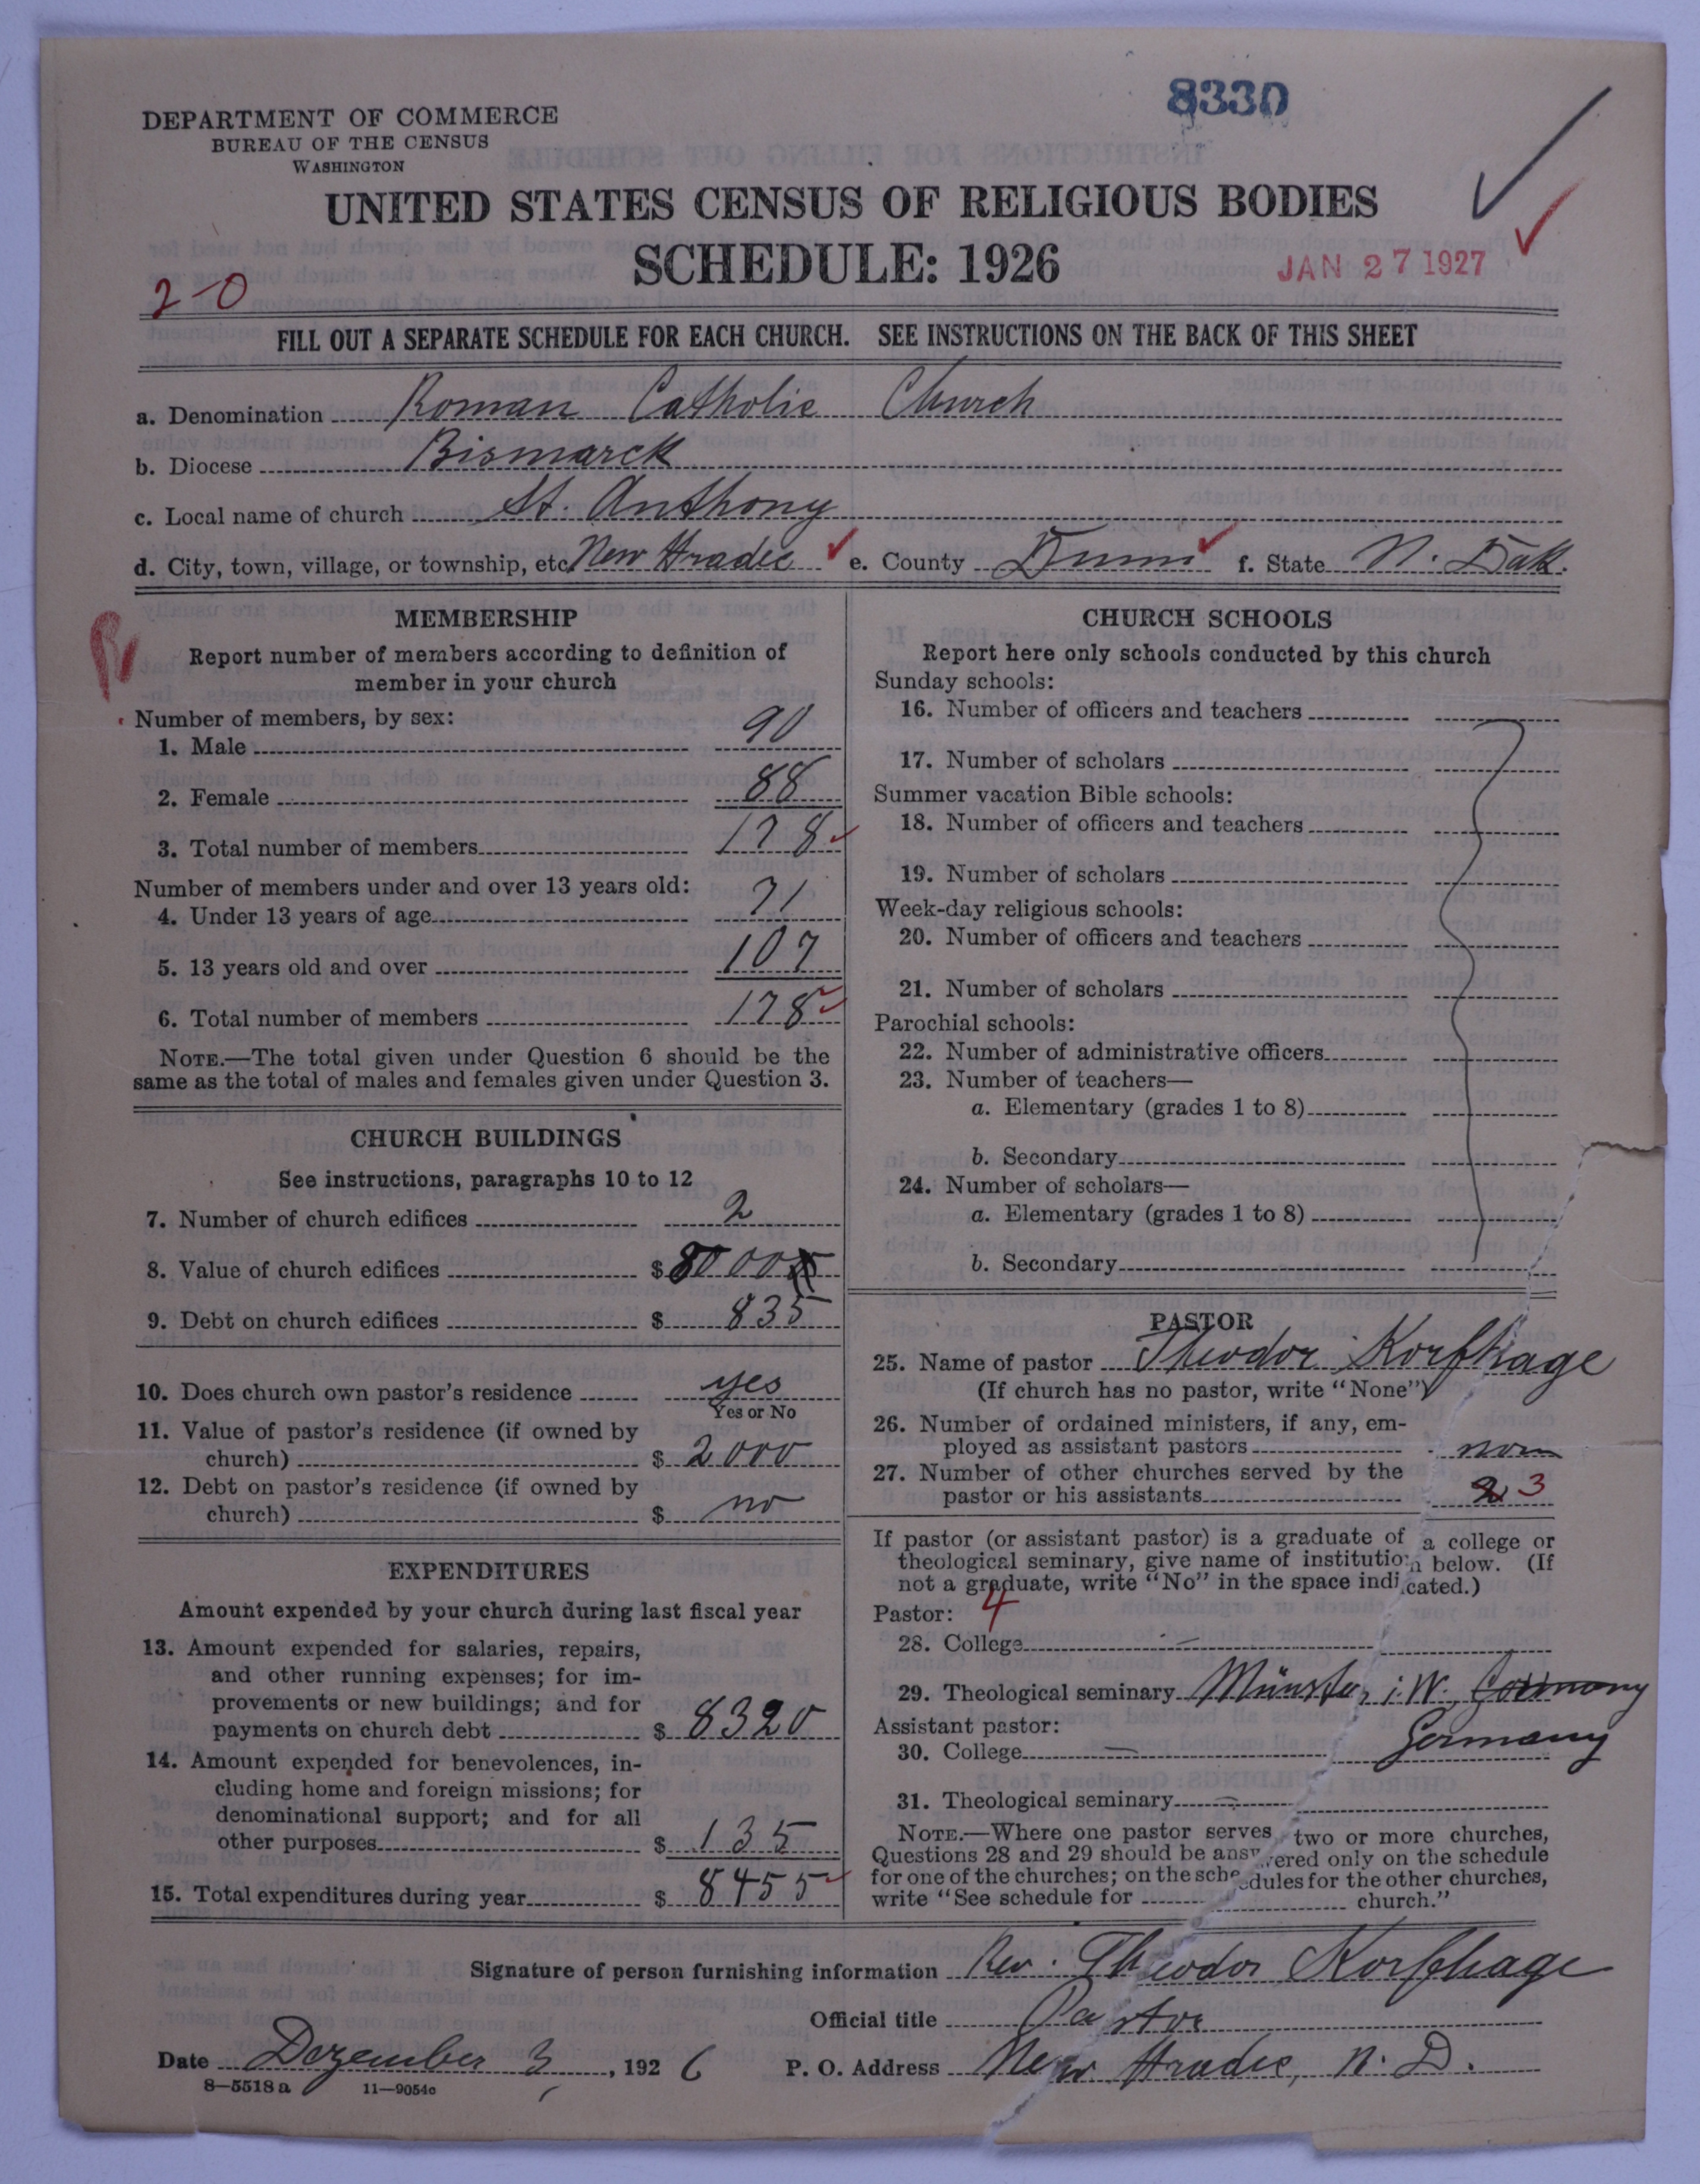 8330
DEPARTMENT OF COMMERCE
BUREAU OF THE CENSUS
WASHINGTON
UNITED STATES CENSUS OF RELIGIOUS BODIES
SCHEDULE: 1926
JAN 27 1927
2-0
FILL OUT A SEPARATE SCHEDULE FOR EACH CHURCH. SEE INSTRUCTIONS ON THE BACK OF THIS SHEET
a. Denomination Roman Catholic Church
b. Diocese Bismarck
c. Local name of church St. Anthony
d. City, town, village, or township, etc. New Hradec e. County Dunn f. State N. Dak.
MEMBERSHIP
Report number of members according to definition of
member in your church
Number of members, by sex:
1. Male 90
2. Female 88
3. Total number of members 178
Number of members under and over 13 years old:
4. Under 13 years of age 71
5. 13 years old and over 107
6. Total number of members 178
NOTE.—The total given under Question 6 should be the
same as the total of males and females given under Question 3.
CHURCH BUILDINGS
See instructions, paragraphs 10 to 12
7. Number of church edifices 2
8. Value of church edifices $
9. Debt on church edifices $ 835
10. Does church own pastor's residence yes
Yes or No
11. Value of pastor's residence (if owned by
church) $ 2000
12. Debt on pastor's residence (if owned by
church) $ no
EXPENDITURES
Amount expended by your church during last fiscal year
13. Amount expended for salaries, repairs,
and other running expenses; for im-
provements or new buildings; and for
payments on church debt $ 8320
14. Amount expended for benevolences, in-
cluding home and foreign missions; for
denominational support; and for all
other purposes $ 135
15. Total expenditures during year $ 8455
CHURCH SCHOOLS
Report here only schools conducted by this church
Sunday schools:
16. Number of officers and teachers
17. Number of scholars
Summer vacation Bible schools:
18. Number of officers and teachers
19. Number of scholars
Week-day religious schools:
20. Number of officers and teachers
21. Number of scholars
Parochial schools:
22. Number of administrative officers
23. Number of teachers—
a. Elementary (grades 1 to 8)
b. Secondary
24. Number of scholars—
a. Elementary (grades 1 to 8)
b. Secondary
PASTOR
25. Name of pastor Theodor Korfhage
(If church has no pastor, write "None")
26. Number of ordained ministers, if any, em-
ployed as assistant pastors
27. Number of other churches served by the
pastor or his assistants 2 3
If pastor (or assistant pastor) is a graduate of a college or
theological seminary, give name of institution below. (If
not a graduate, write "No" in the space indicated.)
Pastor: 4
28. College —
29. Theological seminary Münster, i. W. Germany
Assistant pastor: Germany
30. College —
31. Theological seminary —
NOTE.—Where one pastor serves two or more churches,
Questions 28 and 29 should be answered only on the schedule
for one of the churches; on the schedules for the other churches,
write "See schedule for church."
Signature of person furnishing information Rev. Theodor Korfhage
Official title Pastor
Date Dezember 3, 1926 P. O. Address New Hradec, N. D.
8—5518a 11—9054c